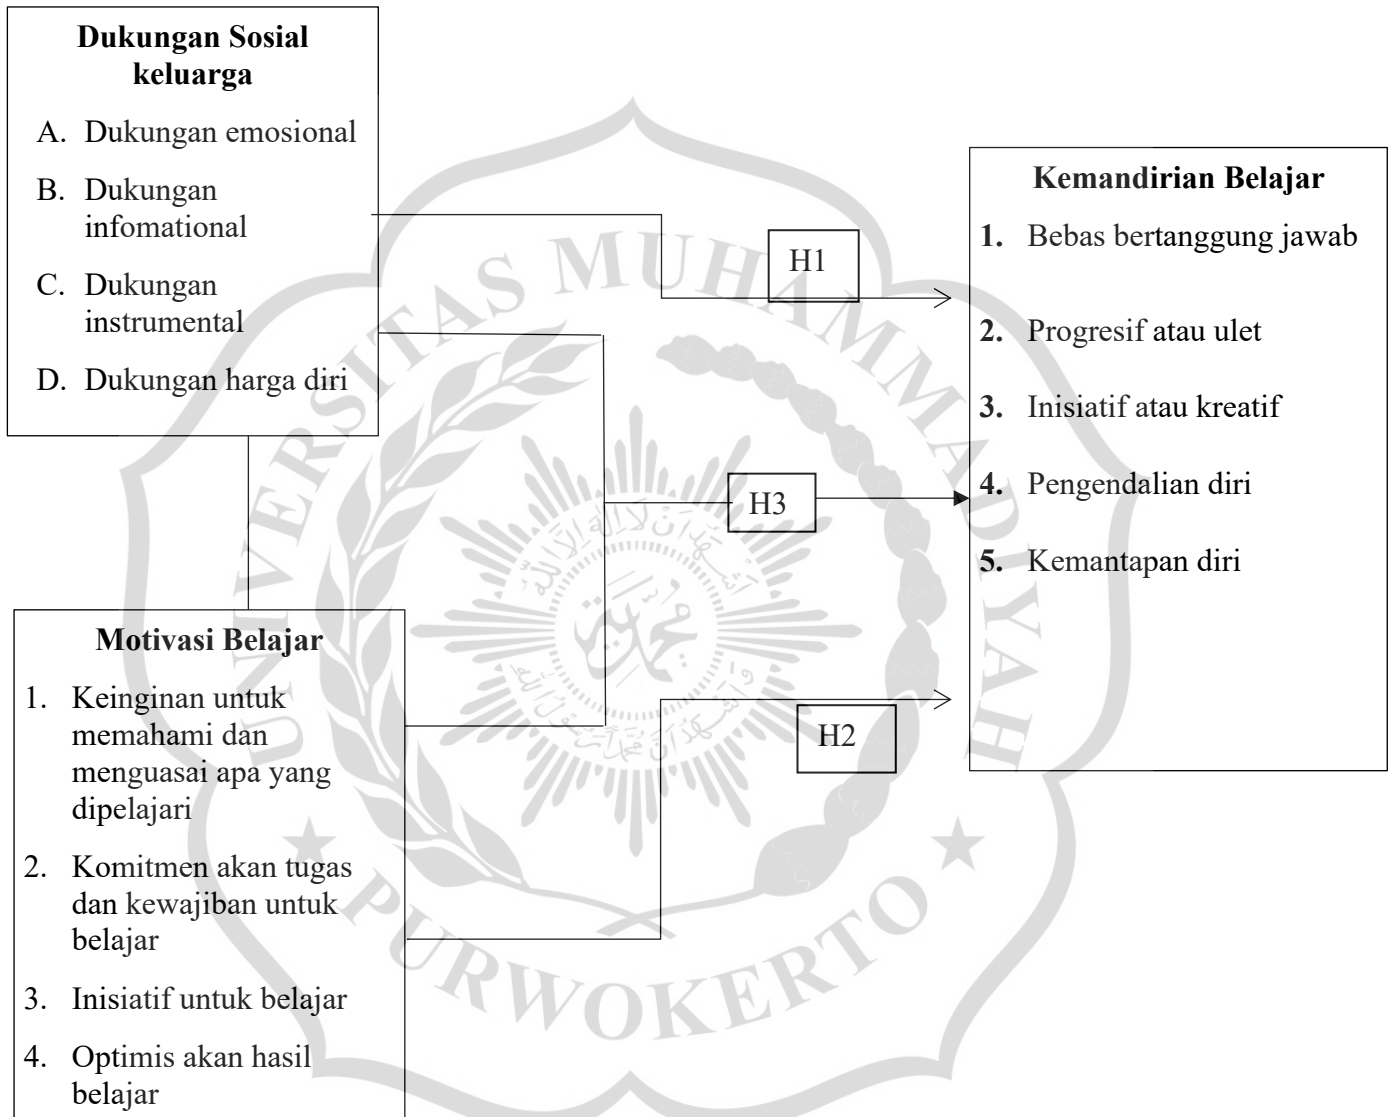 Dukungan Sosial
keluarga
A. Dukungan emosional
B. Dukungan
infomational
C. Dukungan
instrumental
D. Dukungan harga diri
H1
H3
H2
Kemandirian Belajar
1. Bebas bertanggung jawab
2. Progresif atau ulet
3. Inisiatif atau kreatif
4. Pengendalian diri
5. Kemantapan diri
Motivasi Belajar
1. Keinginan untuk
memahami dan
menguasai apa yang
dipelajari
2. Komitmen akan tugas
dan kewajiban untuk
belajar
3. Inisiatif untuk belajar
4. Optimis akan hasil
belajar
UNIVERSITAS MUHAMMADIYAH
PURWOKERTO